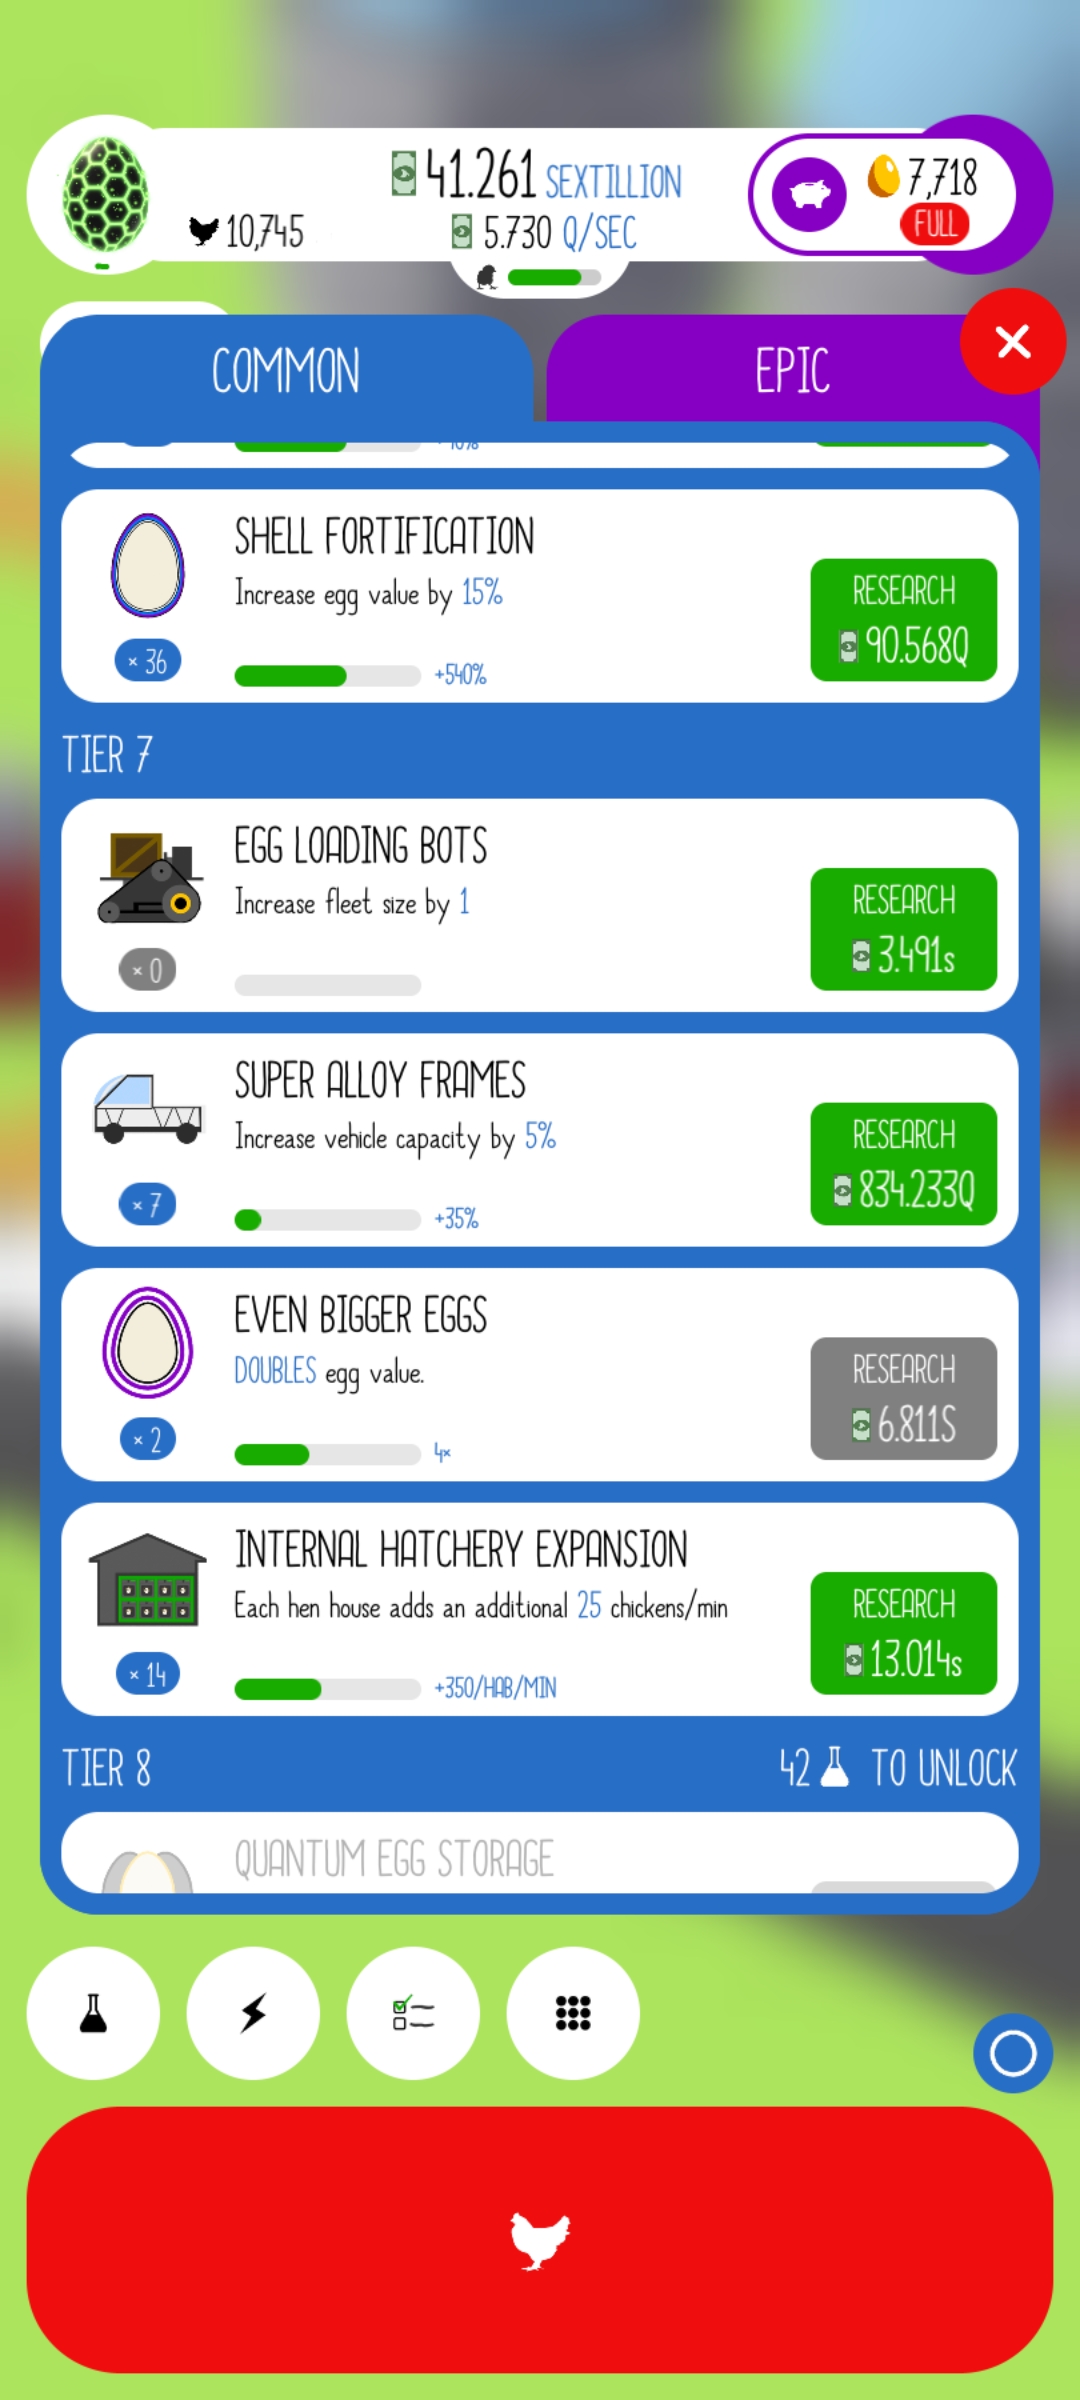 41.261 SEXTILLION
10,745
5.730 Q/SEC
7,718
FULL
COMMON
EPIC
SHELL FORTIFICATION
Increase egg value by 15%
× 36
+540%
RESEARCH
90.568Q
TIER 7
EGG LOADING BOTS
Increase fleet size by 1
× 0
RESEARCH
3.491s
SUPER ALLOY FRAMES
Increase vehicle capacity by 5%
× 7
+35%
RESEARCH
834.233Q
EVEN BIGGER EGGS
DOUBLES egg value.
× 2
4×
RESEARCH
6.811S
INTERNAL HATCHERY EXPANSION
Each hen house adds an additional 25 chickens/min
× 14
+350/HAB/MIN
RESEARCH
13.014s
TIER 8
42 TO UNLOCK
QUANTUM EGG STORAGE